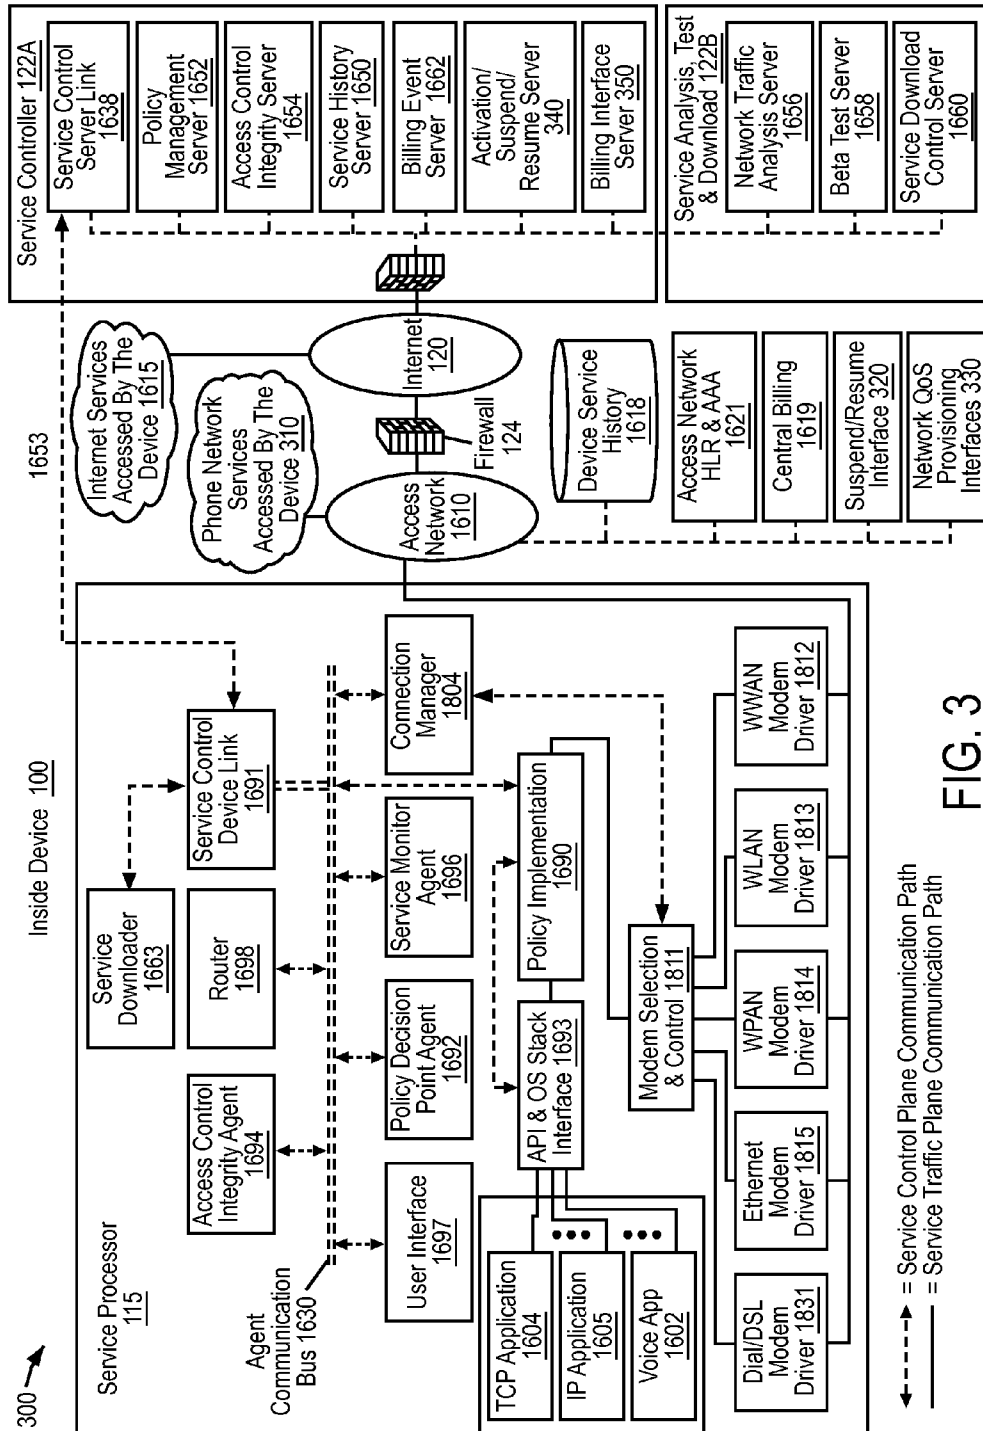 300
Inside Device 100
Service Processor
115
Service
Downloader
1663
Access Control
Integrity Agent
1694
Router
1698
Service Control
Device Link
1691
1653
Agent
Communication
Bus 1630
User Interface
1697
Policy Decision
Point Agent
1692
Service Monitor
Agent
1696
Connection
Manager
1804
TCP Application
1604
IP Application
1605
Voice App
1602
API & OS Stack
Interface 1693
Policy Implementation
1690
Modem Selection
& Control 1811
Dial/DSL
Modem
Driver 1831
Ethernet
Modem
Driver 1815
WPAN
Modem
Driver 1814
WLAN
Modem
Driver 1813
WWAN
Modem
Driver 1812
Internet Services
Accessed By The
Device 1615
Phone Network
Services
Accessed By The
Device 310
Access
Network
1610
Firewall
124
Internet
120
Device Service
History
1618
Access Network
HLR & AAA
1621
Central Billing
1619
Suspend/Resume
Interface 320
Network QoS
Provisioning
Interfaces 330
Service Controller 122A
Service Control
Server Link
1638
Policy
Management
Server 1652
Access Control
Integrity Server
1654
Service History
Server 1650
Billing Event
Server 1662
Activation/
Suspend/
Resume Server
340
Billing Interface
Server 350
Service Analysis, Test
& Download 122B
Network Traffic
Analysis Server
1656
Beta Test Server
1658
Service Download
Control Server
1660
= Service Control Plane Communication Path
= Service Traffic Plane Communication Path
FIG. 3